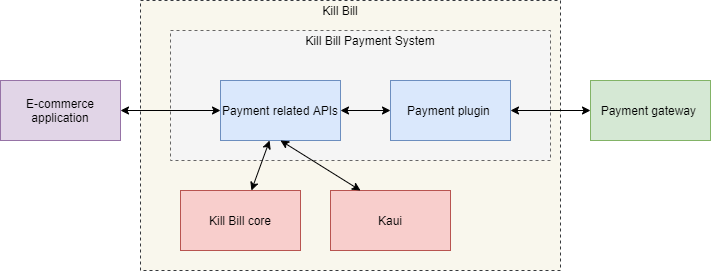 Kill Bill
Kill Bill Payment System
E-commerce
application
Payment related APIs
Payment plugin
Payment gateway
Kill Bill core
Kaui